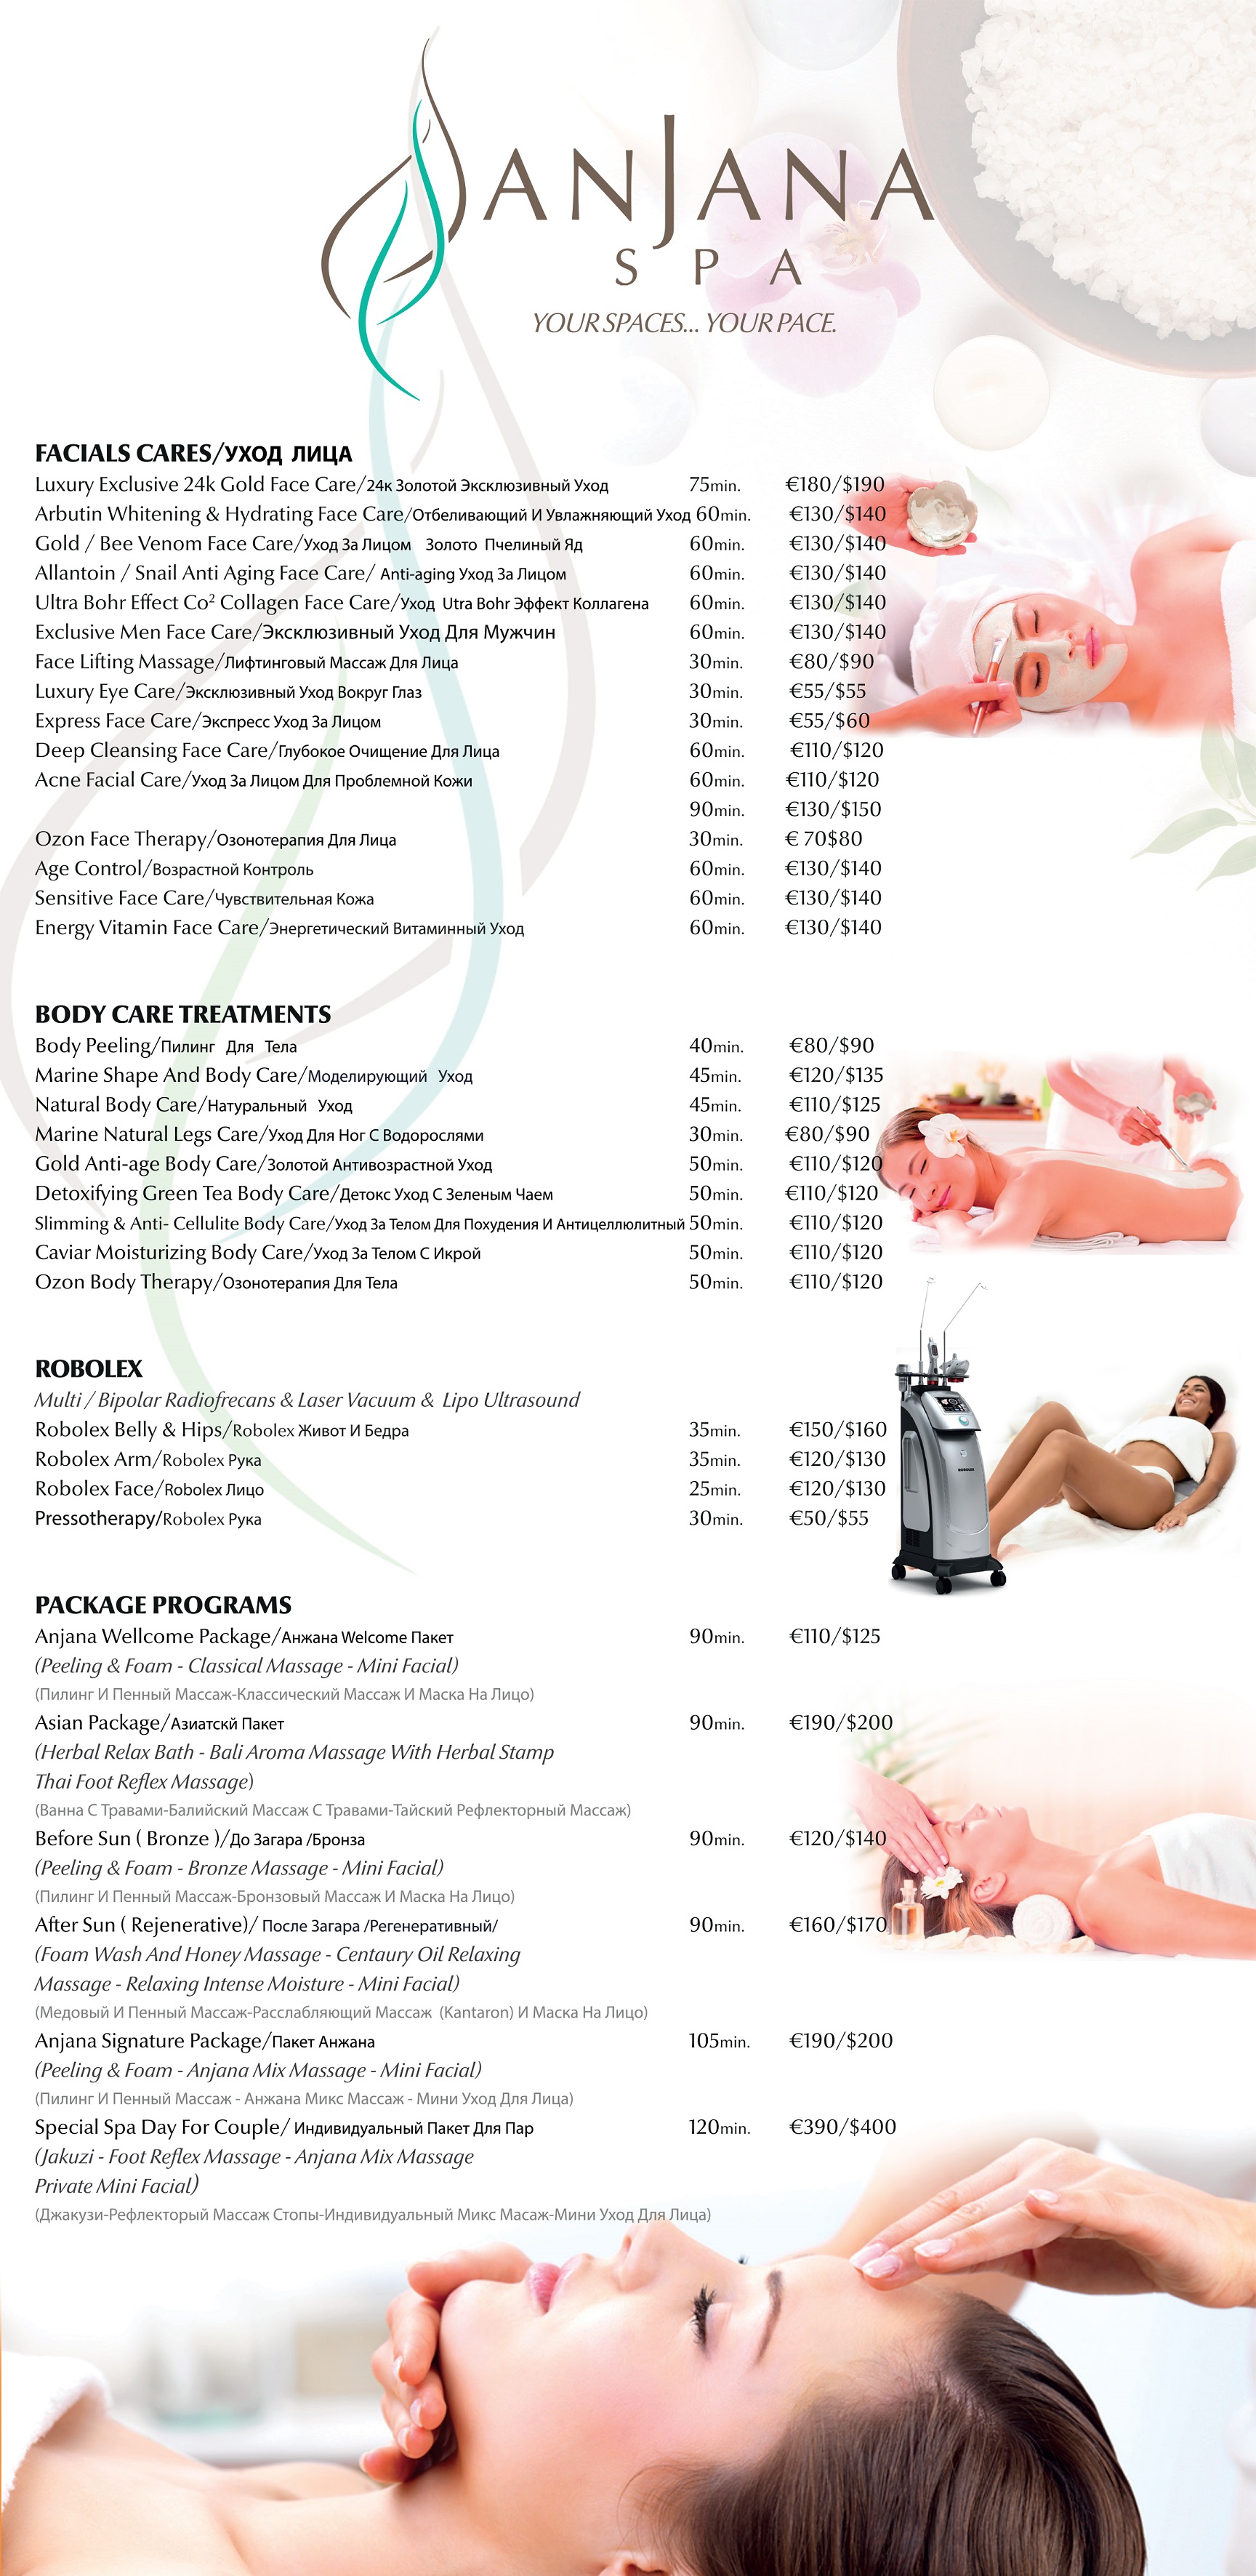 ANJANA
SPA
YOUR SPACES... YOUR PACE.
FACIALS CARES/УХОД ЛИЦА
Luxury Exclusive 24k Gold Face Care/24к Золотой Эксклюзивный Уход 75min. €180/$190
Arbutin Whitening & Hydrating Face Care/Отбеливающий И Увлажняющий Уход 60min. €130/$140
Gold / Bee Venom Face Care/Уход За Лицом Золото Пчелиный Яд 60min. €130/$140
Allantoin / Snail Anti Aging Face Care/ Anti-aging Уход За Лицом 60min. €130/$140
Ultra Bohr Effect Co² Collagen Face Care/Уход Utra Bohr Эффект Коллагена 60min. €130/$140
Exclusive Men Face Care/Эксклюзивный Уход Для Мужчин 60min. €130/$140
Face Lifting Massage/Лифтинговый Массаж Для Лица 30min. €80/$90
Luxury Eye Care/Эксклюзивный Уход Вокруг Глаз 30min. €55/$55
Express Face Care/Экспресс Уход За Лицом 30min. €55/$60
Deep Cleansing Face Care/Глубокое Очищение Для Лица 60min. €110/$120
Acne Facial Care/Уход За Лицом Для Проблемной Кожи 60min. €110/$120
90min. €130/$150
Ozon Face Therapy/Озонотерапия Для Лица 30min. € 70$80
Age Control/Возрастной Контроль 60min. €130/$140
Sensitive Face Care/Чувствительная Кожа 60min. €130/$140
Energy Vitamin Face Care/Энергетический Витаминный Уход 60min. €130/$140
BODY CARE TREATMENTS
Body Peeling/Пилинг Для Тела 40min. €80/$90
Marine Shape And Body Care/Моделирующий Уход 45min. €120/$135
Natural Body Care/Натуральный Уход 45min. €110/$125
Marine Natural Legs Care/Уход Для Ног С Водорослями 30min. €80/$90
Gold Anti-age Body Care/Золотой Антивозрастной Уход 50min. €110/$120
Detoxifying Green Tea Body Care/Детокс Уход С Зеленым Чаем 50min. €110/$120
Slimming & Anti- Cellulite Body Care/Уход За Телом Для Похудения И Антицеллюлитный 50min. €110/$120
Caviar Moisturizing Body Care/Уход За Телом С Икрой 50min. €110/$120
Ozon Body Therapy/Озонотерапия Для Тела 50min. €110/$120
ROBOLEX
Multi / Bipolar Radiofrecans & Laser Vacuum & Lipo Ultrasound
Robolex Belly & Hips/Robolex Живот И Бедра 35min. €150/$160
Robolex Arm/Robolex Рука 35min. €120/$130
Robolex Face/Robolex Лицо 25min. €120/$130
Pressotherapy/Robolex Рука 30min. €50/$55
ROBOLEX
PACKAGE PROGRAMS
Anjana Wellcome Package/Анжана Welcome Пакет 90min. €110/$125
(Peeling & Foam - Classical Massage - Mini Facial)
(Пилинг И Пенный Массаж-Классический Массаж И Маска На Лицо)
Asian Package/Азиатскй Пакет 90min. €190/$200
(Herbal Relax Bath - Bali Aroma Massage With Herbal Stamp
Thai Foot Reflex Massage)
(Ванна С Травами-Балийский Массаж С Травами-Тайский Рефлекторный Массаж)
Before Sun ( Bronze )/До Загара /Бронза 90min. €120/$140
(Peeling & Foam - Bronze Massage - Mini Facial)
(Пилинг И Пенный Массаж-Бронзовый Массаж И Маска На Лицо)
After Sun ( Rejenerative)/ После Загара /Регенеративный/ 90min. €160/$170
(Foam Wash And Honey Massage - Centaury Oil Relaxing
Massage - Relaxing Intense Moisture - Mini Facial)
(Медовый И Пенный Массаж-Расслабляющий Массаж (Kantaron) И Маска На Лицо)
Anjana Signature Package/Пакет Анжана 105min. €190/$200
(Peeling & Foam - Anjana Mix Massage - Mini Facial)
(Пилинг И Пенный Массаж - Анжана Микс Массаж - Мини Уход Для Лица)
Special Spa Day For Couple/ Индивидуальный Пакет Для Пар 120min. €390/$400
(Jakuzi - Foot Reflex Massage - Anjana Mix Massage
Private Mini Facial)
(Джакузи-Рефлекторый Массаж Стопы-Индивидуальный Микс Масаж-Мини Уход Для Лица)